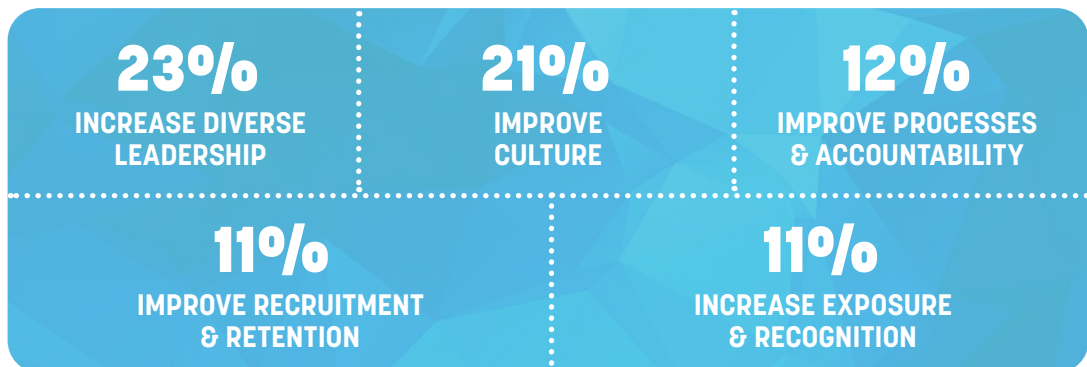 23%
INCREASE DIVERSE
LEADERSHIP
21%
IMPROVE
CULTURE
12%
IMPROVE PROCESSES
& ACCOUNTABILITY
11%
IMPROVE RECRUITMENT
& RETENTION
11%
INCREASE EXPOSURE
& RECOGNITION